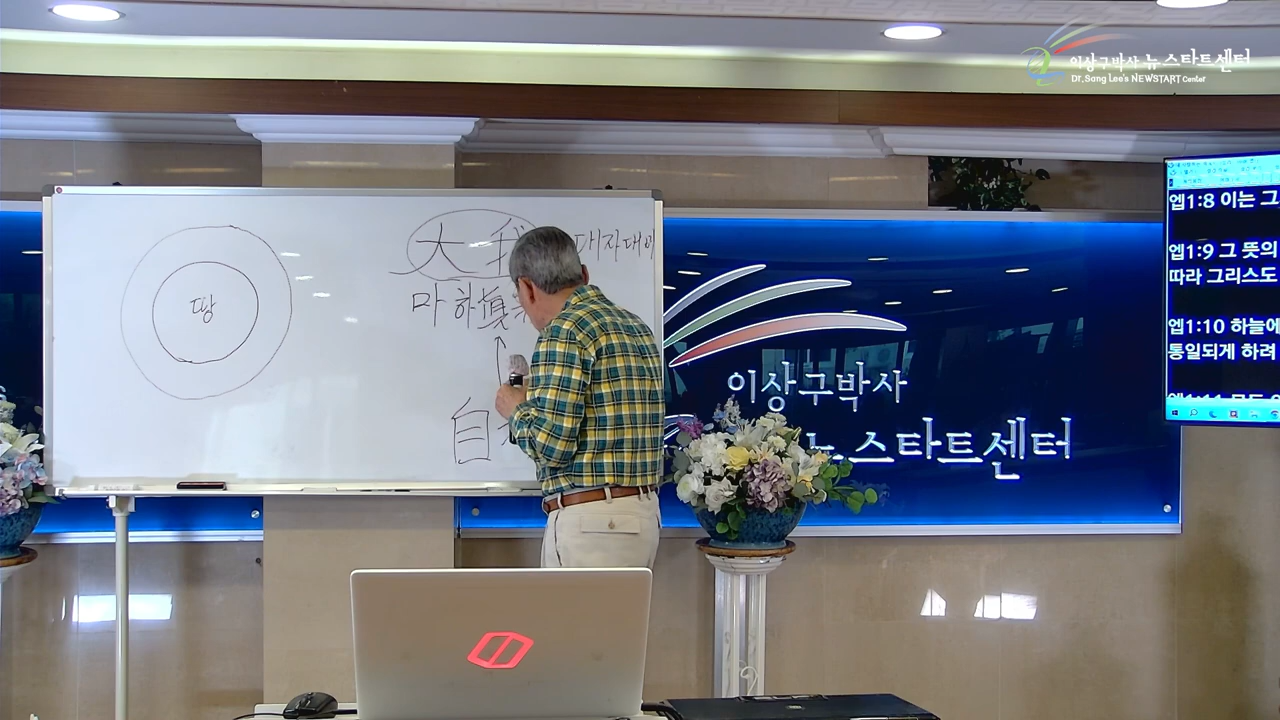 이상구박사 뉴스타트센터
Dr.Sang Lee's NEWSTART Center
大 我 대자대비
마하眞
땅
自
이상구박사
뉴스타트센터
엡1:8 이는 그
엡1:9 그 뜻의
따라 그리스도
엡1:10 하늘에
통일되게 하려